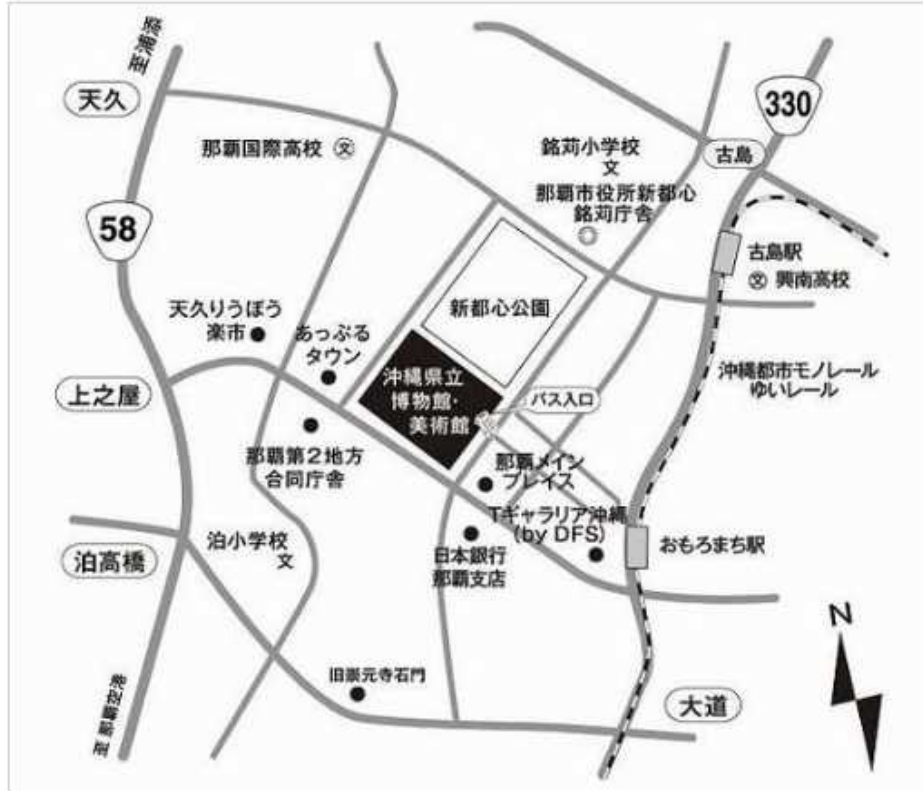 至浦添
天久
330
那覇国際高校
文
銘苅小学校
文
古島
那覇市役所新都心
銘苅庁舎
58
古島駅
文
興南高校
新都心公園
天久りうぼう
楽市
あっぷる
タウン
沖縄県立
博物館・
美術館
バス入口
沖縄都市モノレール
ゆいレール
上之屋
那覇第2地方
合同庁舎
那覇メイン
プレイス
Tギャラリア沖縄
(by DFS)
泊小学校
文
日本銀行
那覇支店
おもろまち駅
泊高橋
N
旧崇元寺石門
大道
至 那覇空港